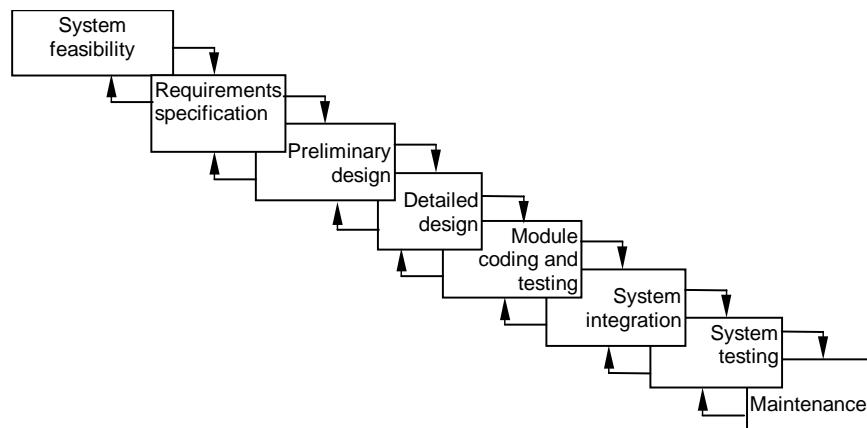 System
feasibility
Requirements
specification
Preliminary
design
Detailed
design
Module
coding and
testing
System
integration
System
testing
Maintenance